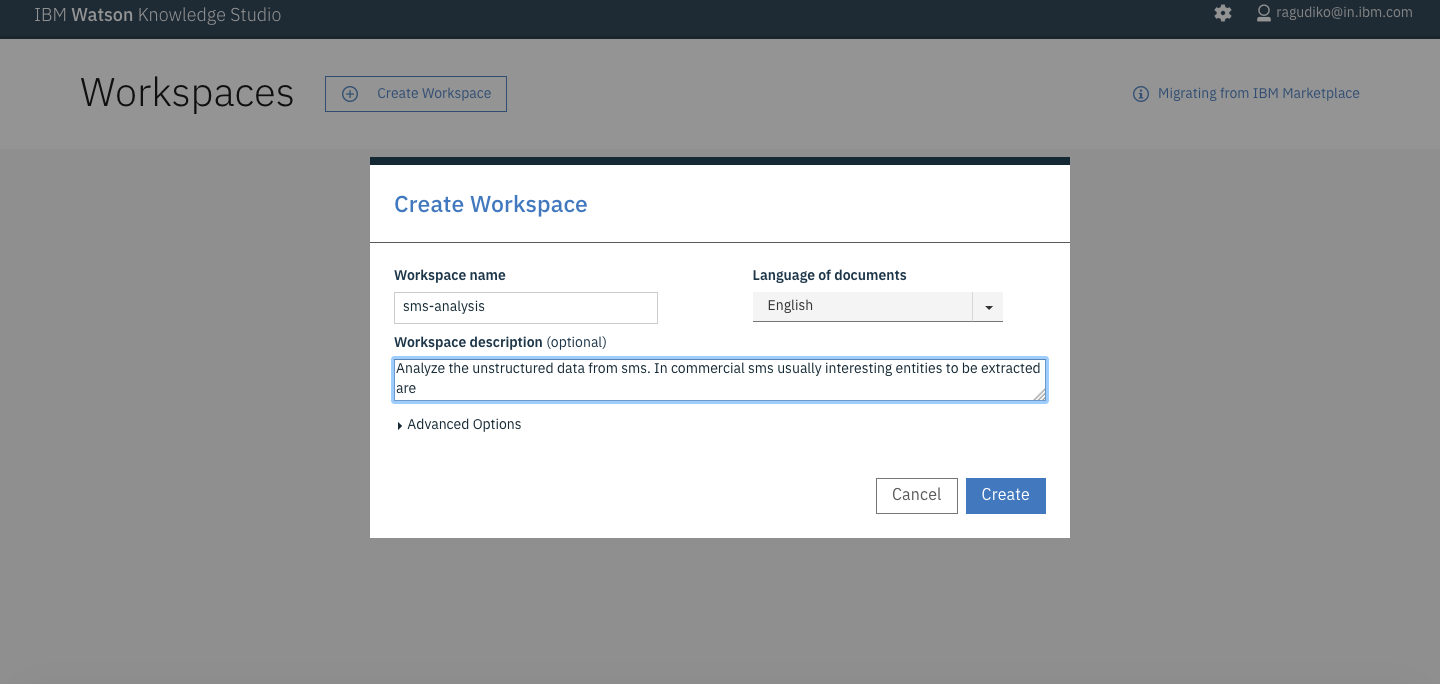 IBM Watson Knowledge Studio
ragudiko@in.ibm.com
Workspaces
Create Workspace
Migrating from IBM Marketplace
Create Workspace
Workspace name
Language of documents
sms-analysis
English
Workspace description (optional)
Analyze the unstructured data from sms. In commercial sms usually interesting entities to be extracted
are
Advanced Options
Cancel
Create